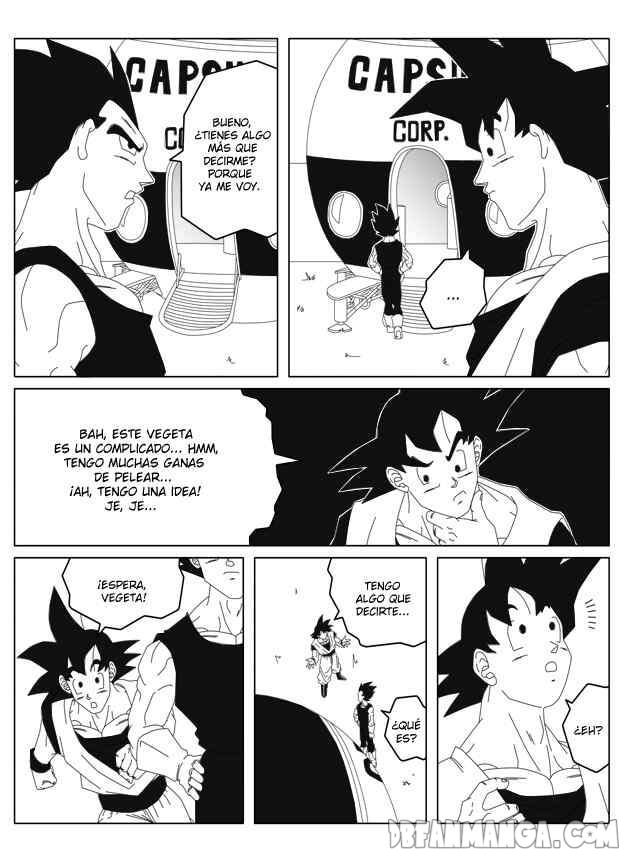 CAPSU
CORP.
BUENO,
¿TIENES ALGO
MÁS QUE
DECIRME?
PORQUE
YA ME VOY.
CAPSU
CORP.
...
BAH, ESTE VEGETA
ES UN COMPLICADO... HMM,
TENGO MUCHAS GANAS
DE PELEAR...
¡AH, TENGO UNA IDEA!
JE, JE...
¡ESPERA,
VEGETA!
TENGO
ALGO QUE
DECIRTE...
¿QUÉ
ES?
¿EH?
DBFANMANGA.COM